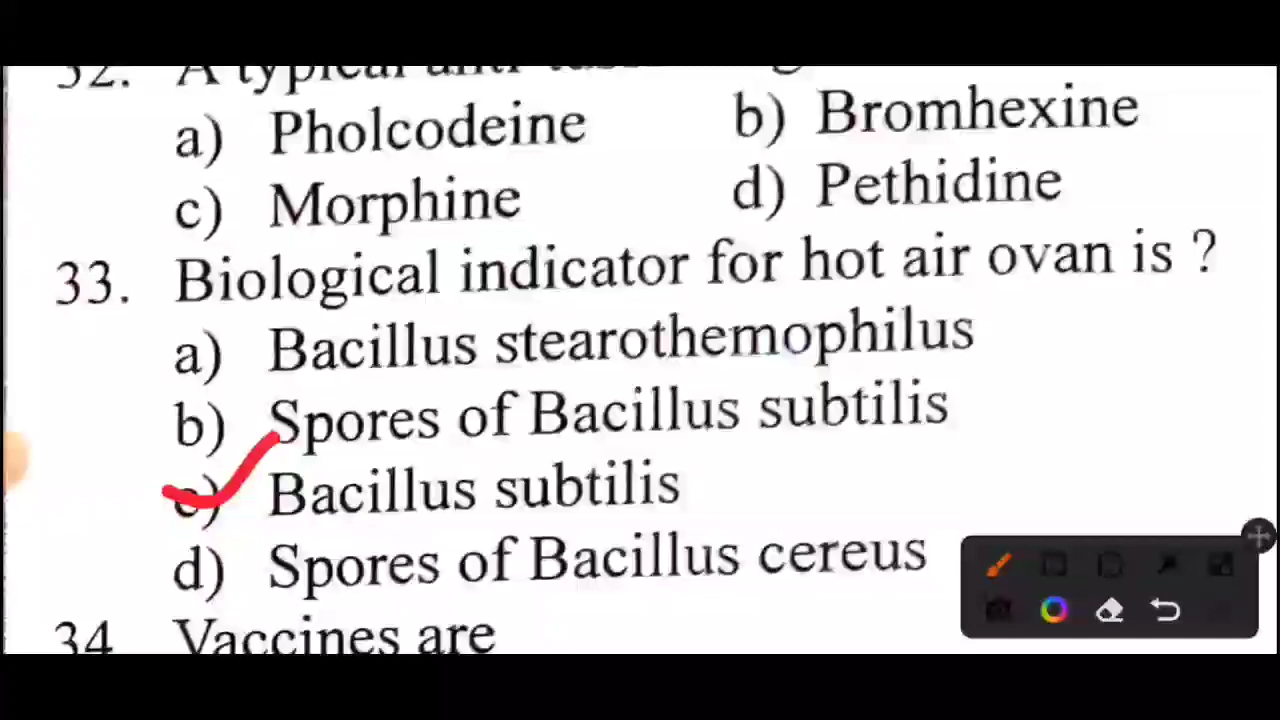 a) Pholcodeine b) Bromhexine
c) Morphine d) Pethidine
33. Biological indicator for hot air ovan is ?
a) Bacillus stearothemophilus
b) Spores of Bacillus subtilis
c) Bacillus subtilis
d) Spores of Bacillus cereus
34 Vaccines are